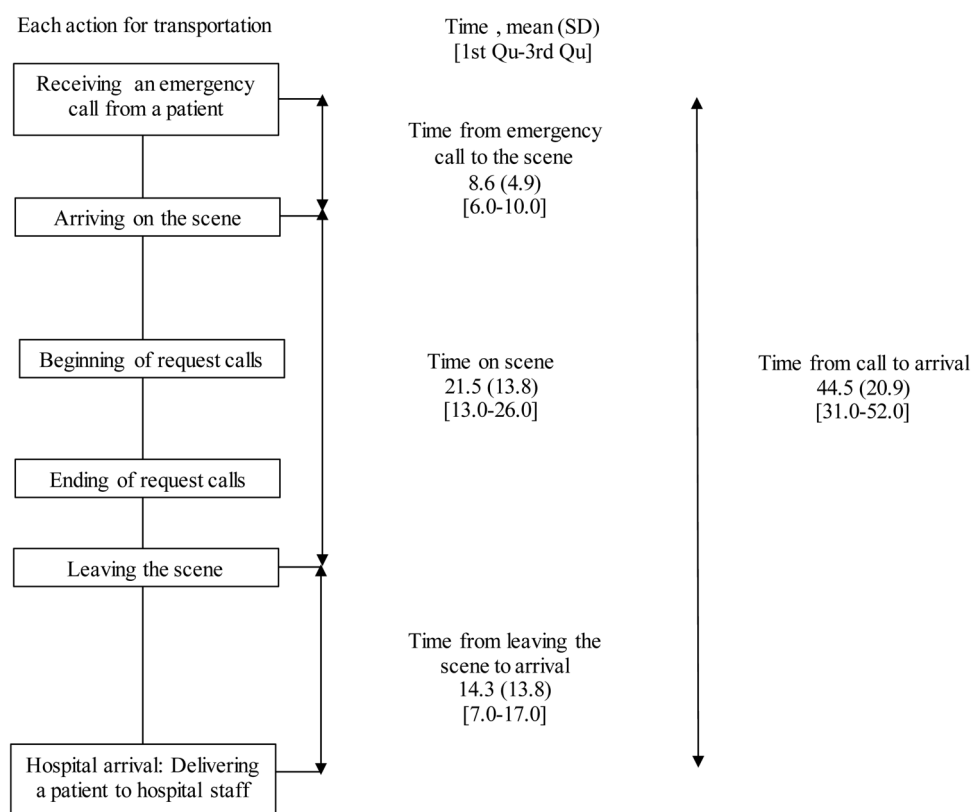 Each action for transportation
Time , mean (SD)
[1st Qu-3rd Qu]
Receiving an emergency
call from a patient
Time from emergency
call to the scene
8.6 (4.9)
[6.0-10.0]
Arriving on the scene
Beginning of request calls
Time on scene
21.5 (13.8)
[13.0-26.0]
Time from call to arrival
44.5 (20.9)
[31.0-52.0]
Ending of request calls
Leaving the scene
Time from leaving the
scene to arrival
14.3 (13.8)
[7.0-17.0]
Hospital arrival: Delivering
a patient to hospital staff